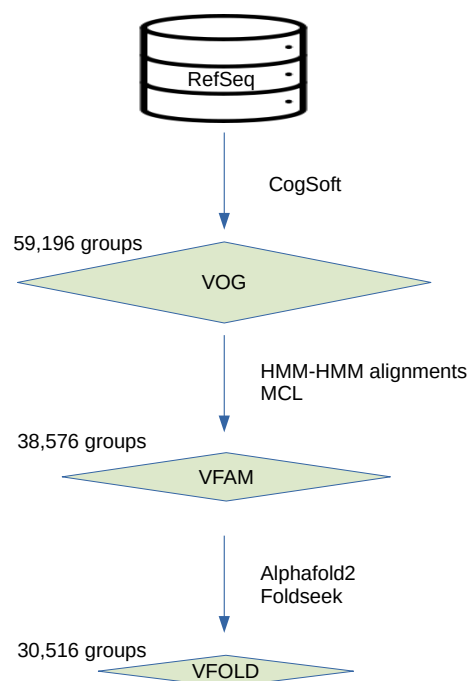 RefSeq
CogSoft
59,196 groups
VOG
HMM-HMM alignments
MCL
38,576 groups
VFAM
Alphafold2
Foldseek
30,516 groups
VFOLD